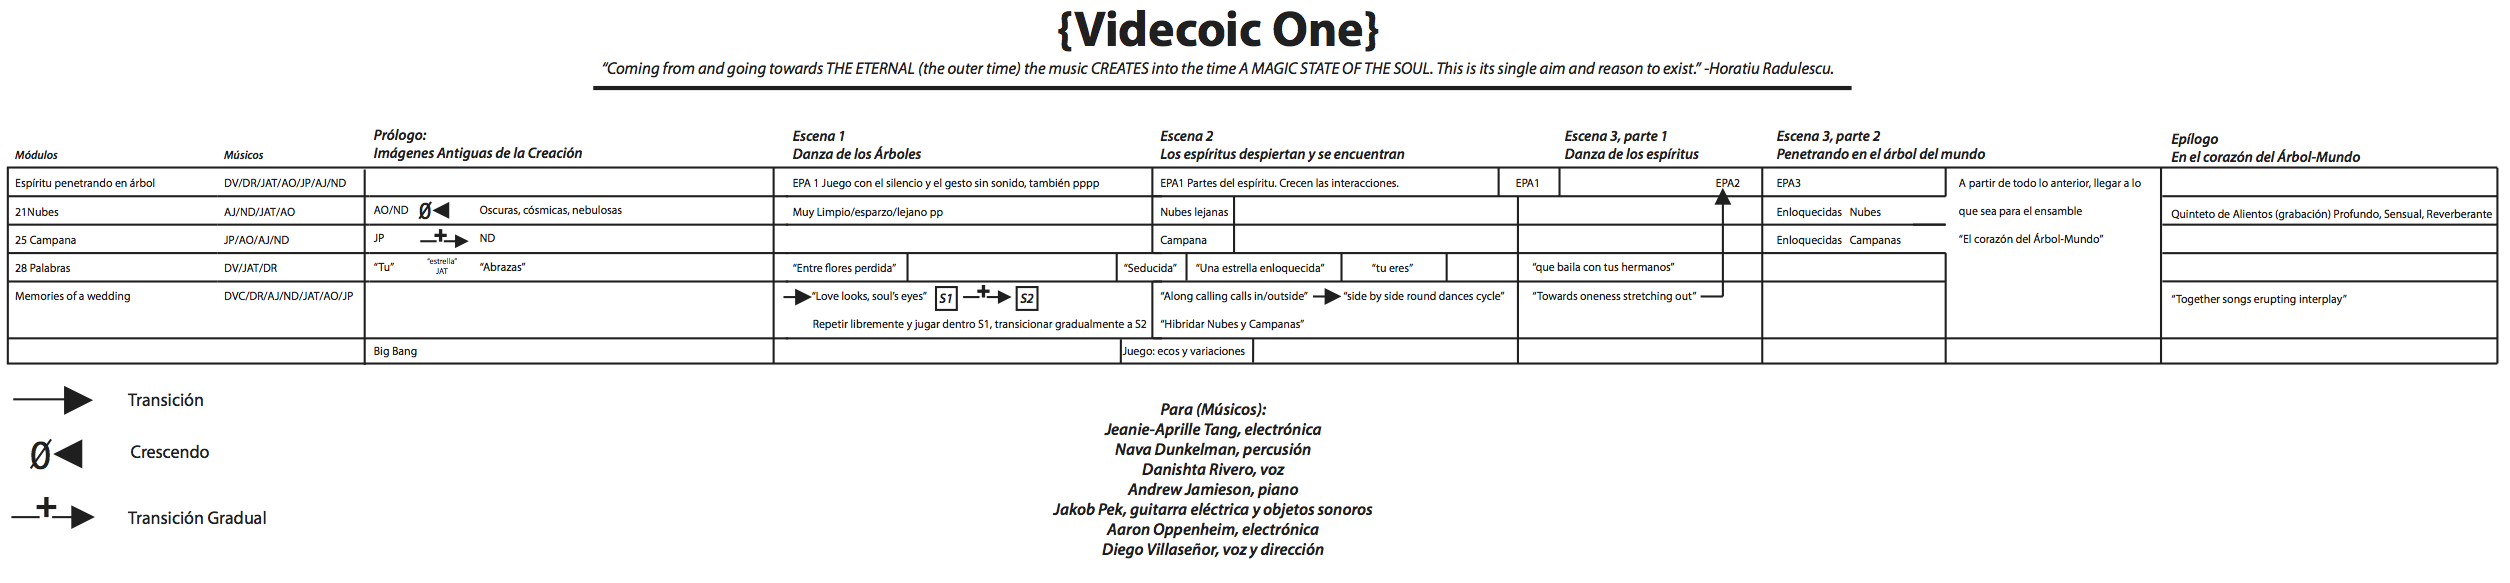 {Videcoic One}
“Coming from and going towards THE ETERNAL (the outer time) the music CREATES into the time A MAGIC STATE OF THE SOUL. This is its single aim and reason to exist.” -Horatiu Radulescu.
Módulos
Músicos
Prólogo:
Imágenes Antiguas de la Creación
Escena 1
Danza de los Árboles
Escena 2
Los espíritus despiertan y se encuentran
Escena 3, parte 1
Danza de los espíritus
Escena 3, parte 2
Penetrando en el árbol del mundo
Epílogo
En el corazón del Árbol-Mundo
Espíritu penetrando en árbol
DV/DR/JAT/AO/JP/AJ/ND
EPA 1 Juego con el silencio y el gesto sin sonido, también pppp
EPA1 Partes del espíritu. Crecen las interacciones.
EPA1
EPA2
EPA3
A partir de todo lo anterior, llegar a lo
21Nubes
AJ/ND/JAT/AO
AO/ND
Ø
Oscuras, cósmicas, nebulosas
Muy Limpio/esparzo/lejano pp
Nubes lejanas
Enloquecidas Nubes
que sea para el ensamble
Quinteto de Alientos (grabación) Profundo, Sensual, Reverberante
25 Campana
JP/AO/AJ/ND
JP
+
ND
Campana
Enloquecidas Campanas
“El corazón del Árbol-Mundo”
28 Palabras
DV/JAT/DR
“Tu”
“estrella”
JAT
“Abrazas”
“Entre flores perdida”
“Seducida”
“Una estrella enloquecida”
“tu eres”
“que baila con tus hermanos”
Memories of a wedding
DVC/DR/AJ/ND/JAT/AO/JP
“Love looks, soul’s eyes”
S1
+
S2
“Along calling calls in/outside”
“side by side round dances cycle”
“Towards oneness stretching out”
“Together songs erupting interplay”
Repetir libremente y jugar dentro S1, transicionar gradualmente a S2
“Hibridar Nubes y Campanas”
Big Bang
Juego: ecos y variaciones
Transición
Ø
Crescendo
+
Transición Gradual
Para (Músicos):
Jeanie-Aprille Tang, electrónica
Nava Dunkelman, percusión
Danishta Rivero, voz
Andrew Jamieson, piano
Jakob Pek, guitarra eléctrica y objetos sonoros
Aaron Oppenheim, electrónica
Diego Villaseñor, voz y dirección